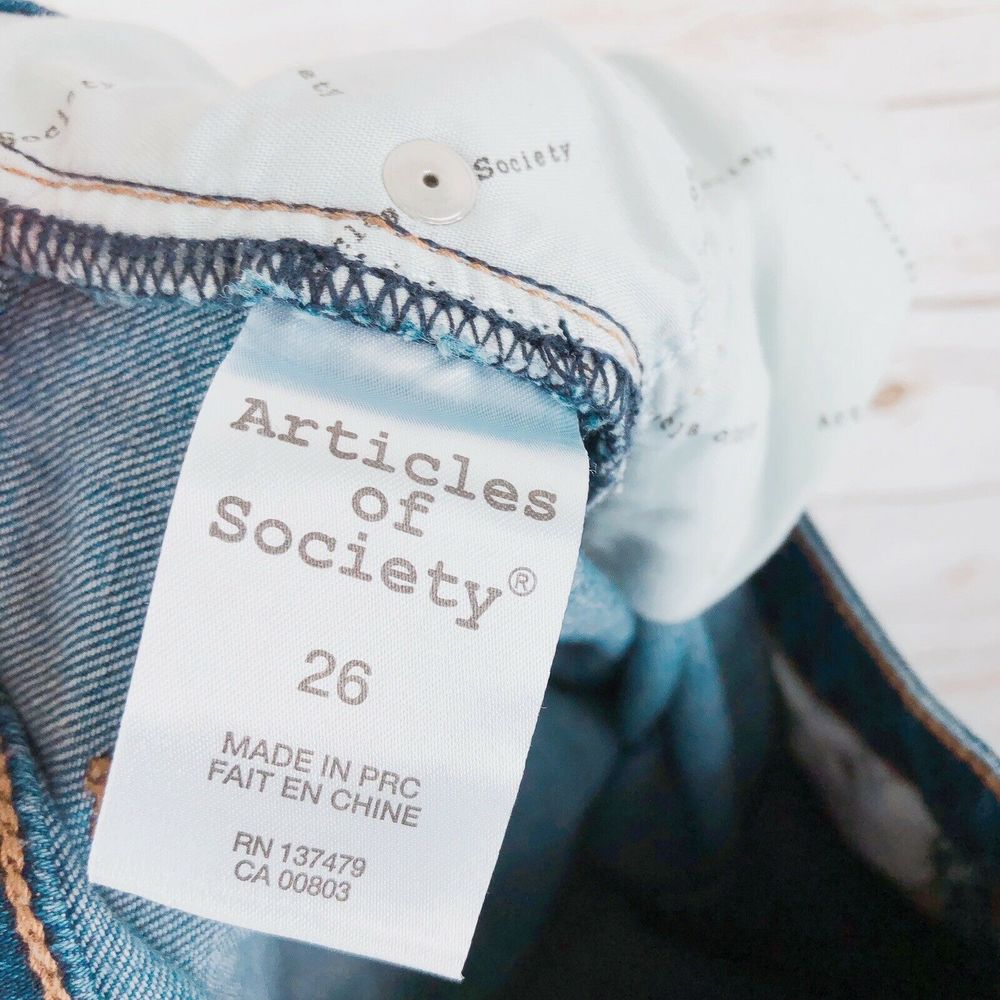 Society
Articles
of
Society®
26
MADE IN PRC
FAIT EN CHINE
RN 137479
CA 00803